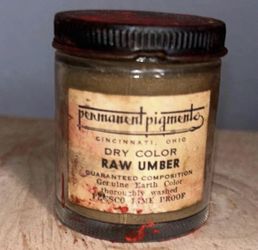 permanent pigments
CINCINNATI, OHIO
DRY COLOR
RAW UMBER
GUARANTEED COMPOSITION
Genuine Earth Color
thoroughly washed
FRESCO LIME PROOF